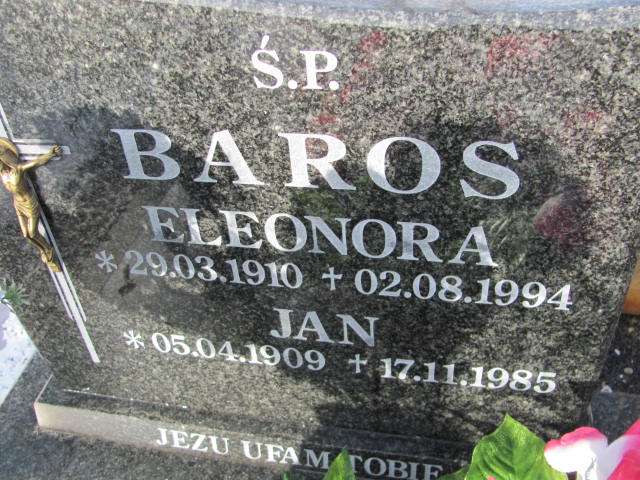 Ś.P.
BAROS
ELEONORA
* 29.03.1910 + 02.08.1994
JAN
* 05.04.1909 + 17.11.1985
JEZU UFAM TOBIE